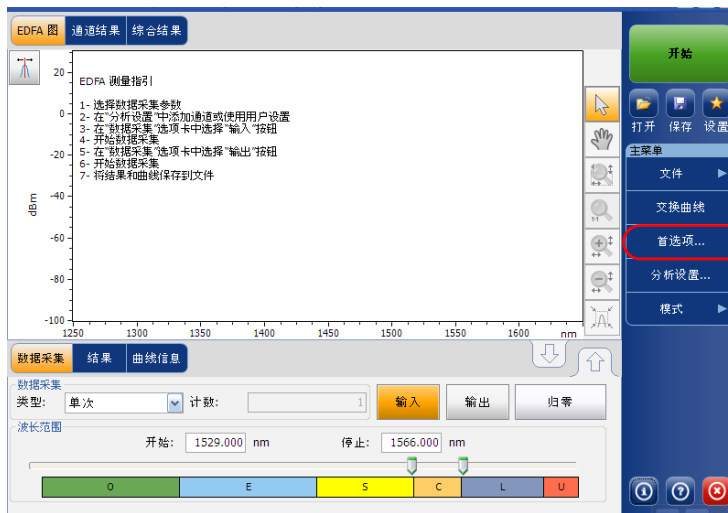 EDFA 图 通道结果 综合结果
EDFA 测量指引
1- 选择数据采集参数
2- 在"分析设置"中添加通道或使用用户设置
3- 在"数据采集"选项卡中选择"输入"按钮
4- 开始数据采集
5- 在"数据采集"选项卡中选择"输出"按钮
6- 开始数据采集
7- 将结果和曲线保存到文件
20
0
-20
-40
-60
-80
-100
dBm
1250 1300 1350 1400 1450 1500 1550 1600 nm
1:1
开始
打开 保存 设置
主菜单
文件
交换曲线
首选项...
分析设置...
模式
数据采集 结果 曲线信息
数据采集
类型: 单次 计数: 1 输入 输出 归零
波长范围
开始: 1529.000 nm 停止: 1566.000 nm
O E S C L U